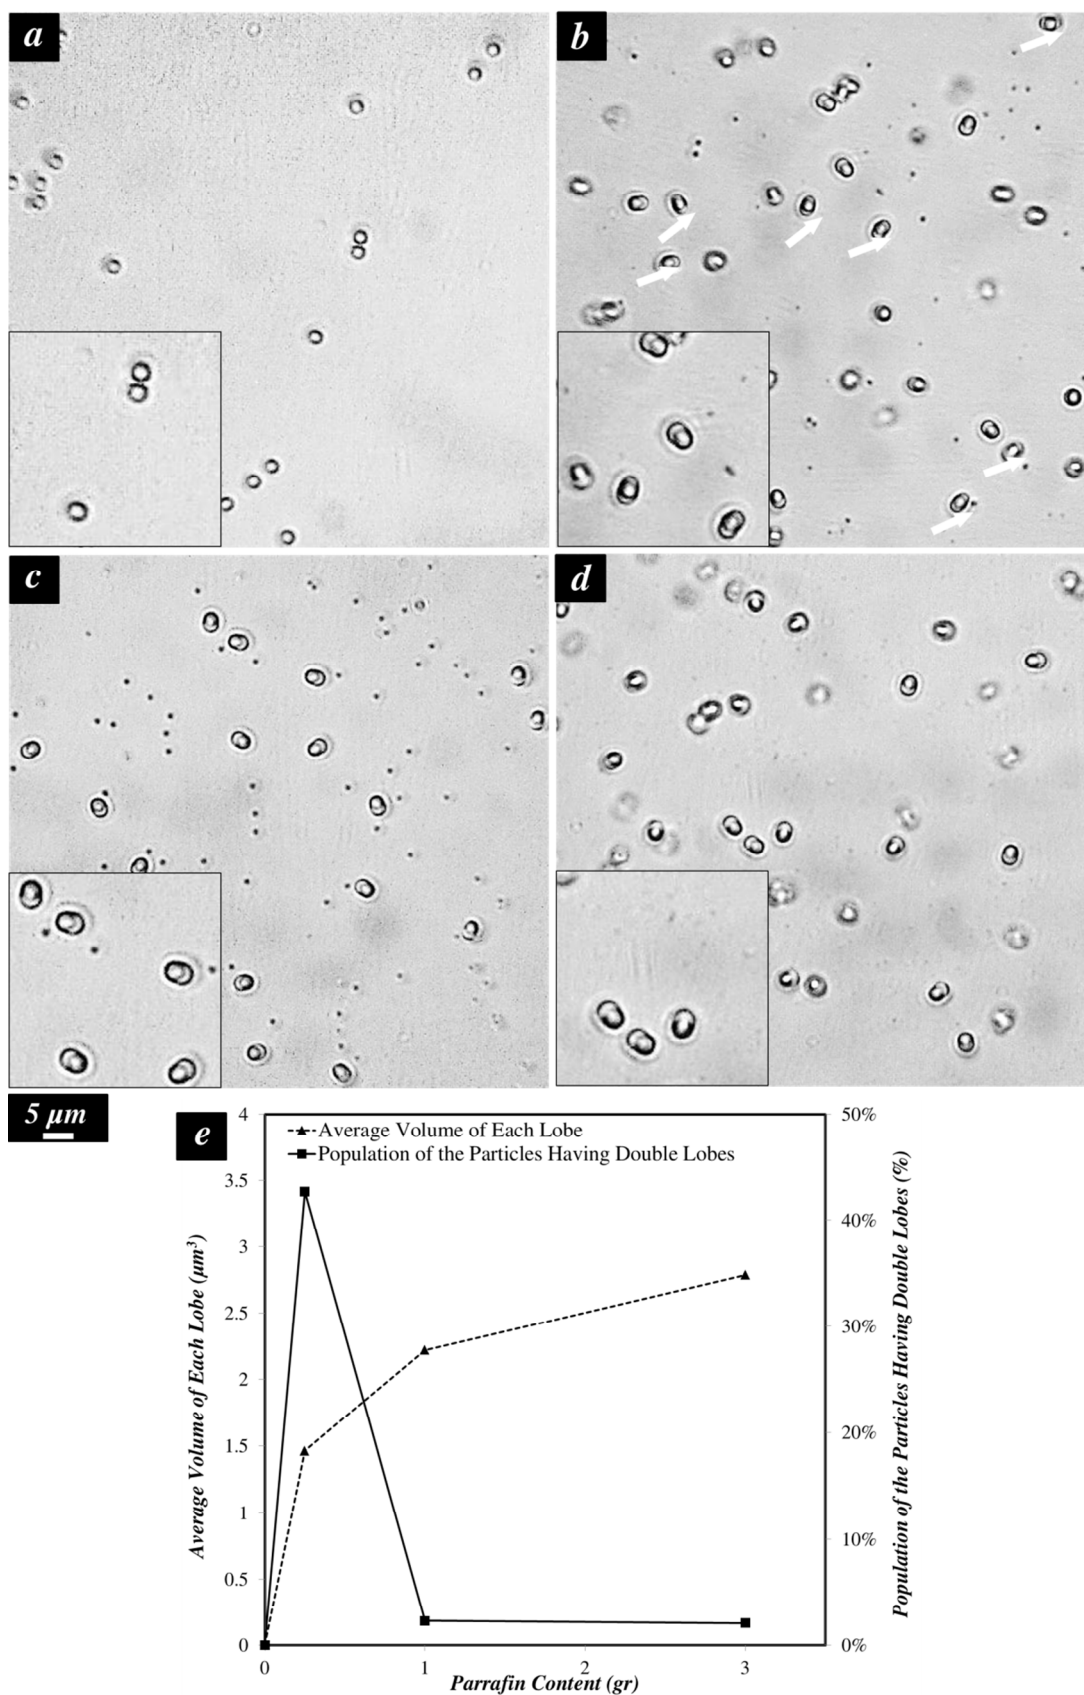 a
b
c
d
5 µm
e
Average Volume of Each Lobe
Population of the Particles Having Double Lobes
Average Volume of Each Lobe (µm³)
4
3.5
3
2.5
2
1.5
1
0.5
0
50%
40%
30%
20%
10%
0%
Population of the Particles Having Double Lobes (%)
0
1
2
3
Parrafin Content (gr)